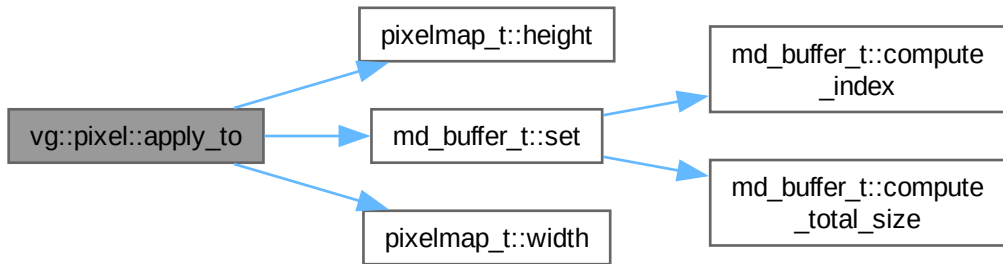 vg::pixel::apply_to
pixelmap_t::height
md_buffer_t::set
pixelmap_t::width
md_buffer_t::compute
_index
md_buffer_t::compute
_total_size